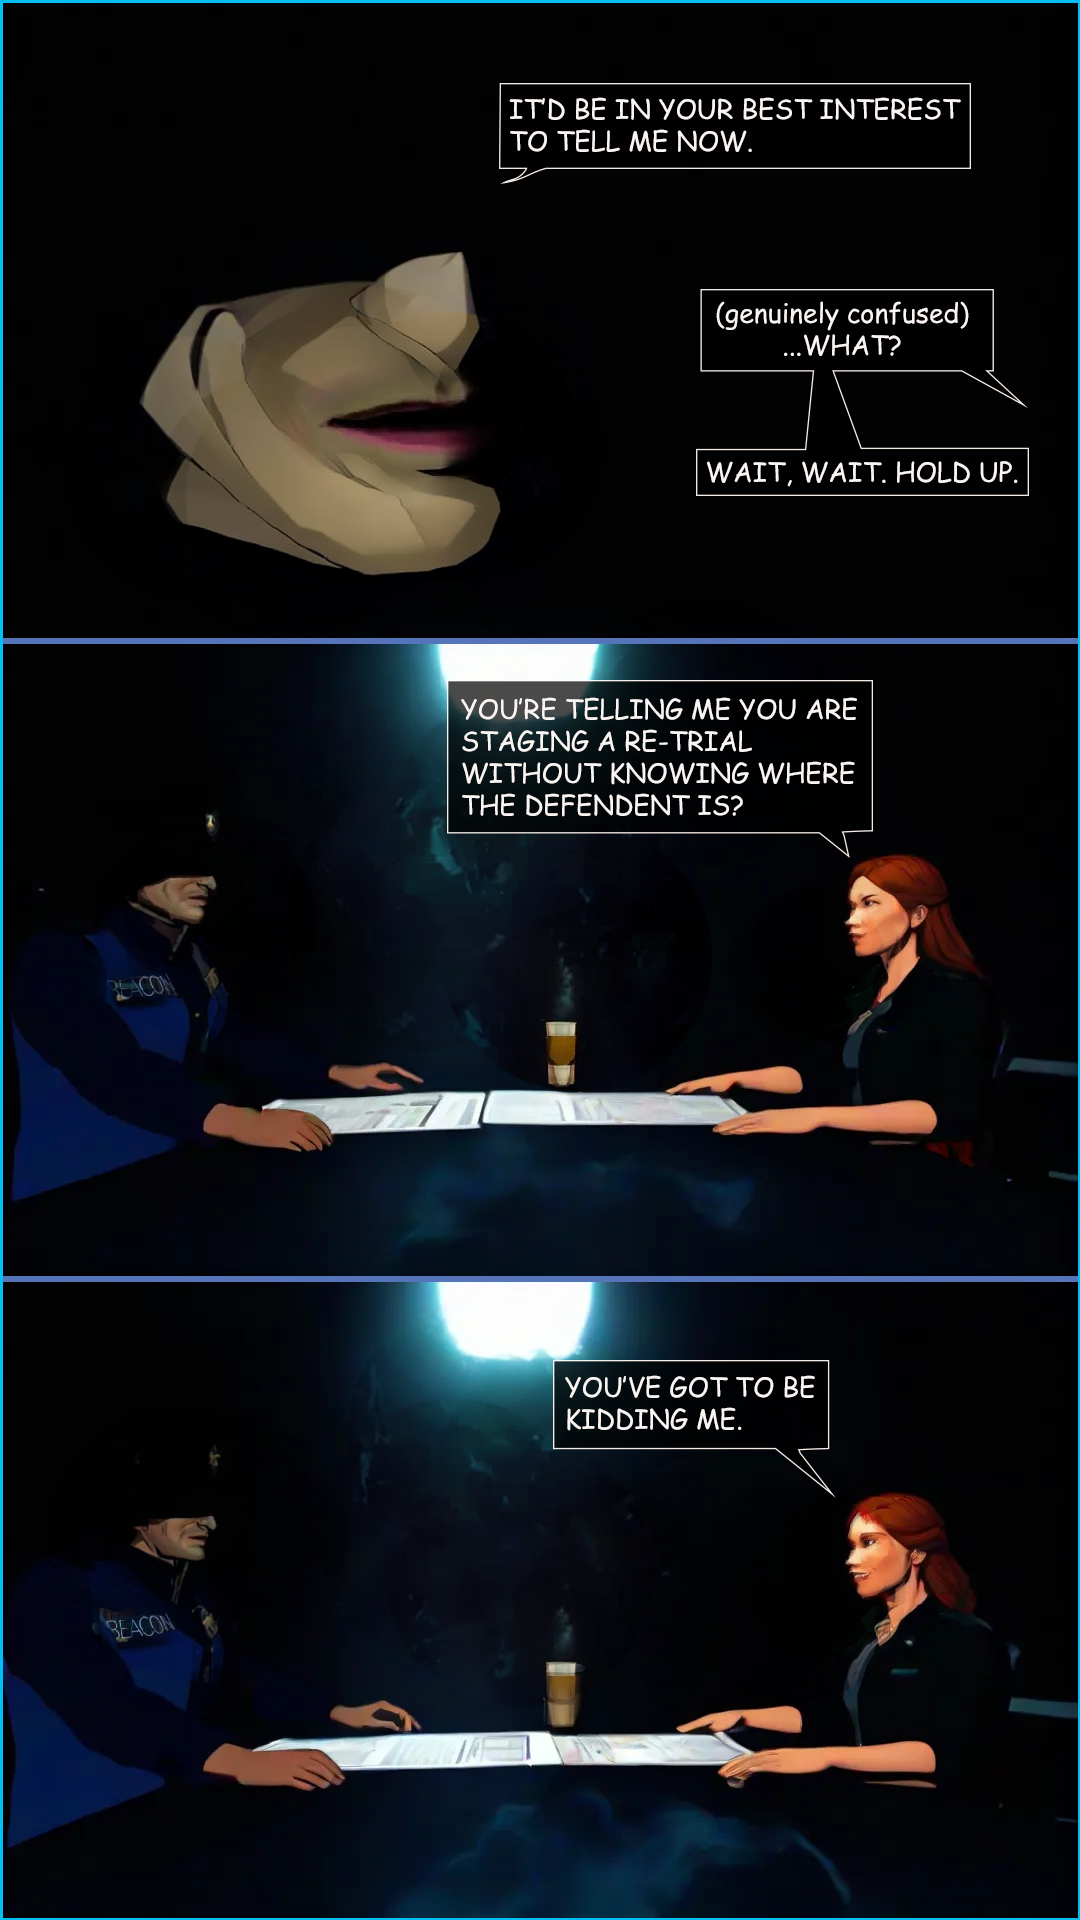 IT'D BE IN YOUR BEST INTEREST
TO TELL ME NOW.
(genuinely confused)
...WHAT?
WAIT, WAIT. HOLD UP.
YOU'RE TELLING ME YOU ARE
STAGING A RE-TRIAL
WITHOUT KNOWING WHERE
THE DEFENDENT IS?
BEACON
YOU'VE GOT TO BE
KIDDING ME.
BEACON